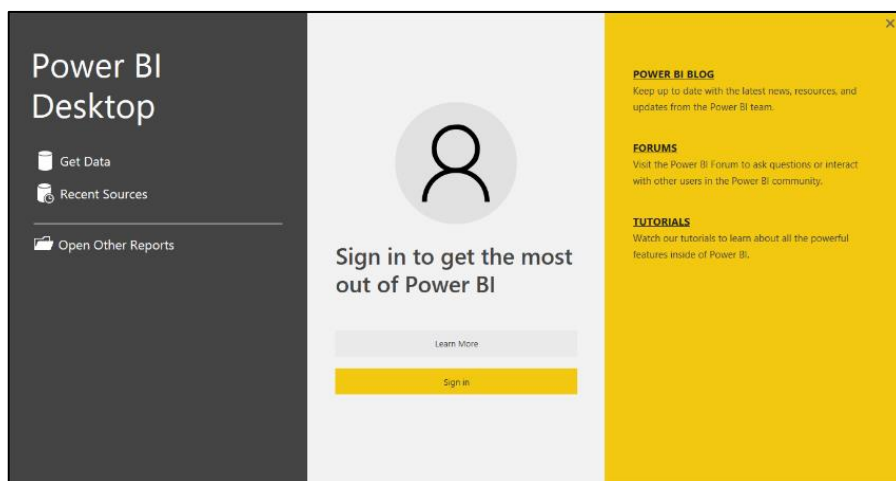 Power BI
Desktop
Get Data
Recent Sources
Open Other Reports
Sign in to get the most
out of Power BI
Learn More
Sign in
POWER BI BLOG
Keep up to date with the latest news, resources, and
updates from the Power BI team.
FORUMS
Visit the Power BI Forum to ask questions or interact
with other users in the Power BI community.
TUTORIALS
Watch our tutorials to learn about all the powerful
features inside of Power BI.